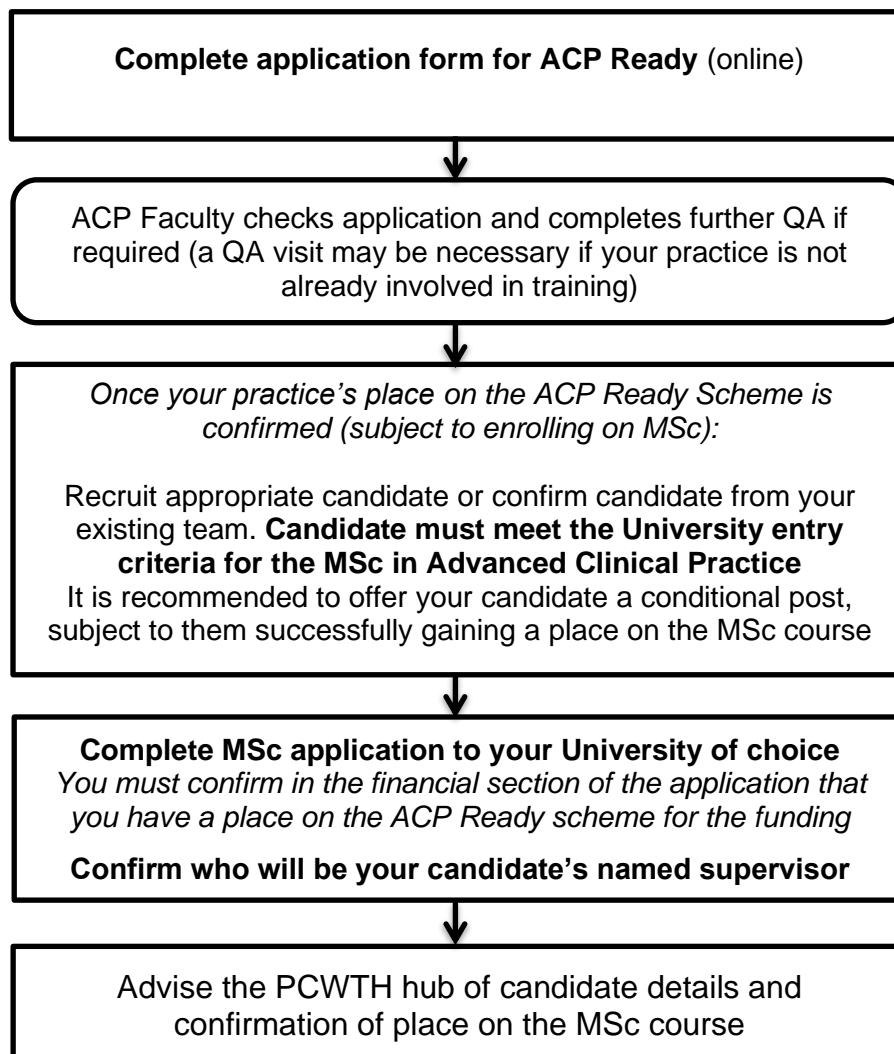 Complete application form for ACP Ready (online)
ACP Faculty checks application and completes further QA if
required (a QA visit may be necessary if your practice is not
already involved in training)
Once your practice’s place on the ACP Ready Scheme is
confirmed (subject to enrolling on MSc):
Recruit appropriate candidate or confirm candidate from your
existing team. Candidate must meet the University entry
criteria for the MSc in Advanced Clinical Practice
It is recommended to offer your candidate a conditional post,
subject to them successfully gaining a place on the MSc course
Complete MSc application to your University of choice
You must confirm in the financial section of the application that
you have a place on the ACP Ready scheme for the funding
Confirm who will be your candidate’s named supervisor
Advise the PCWTH hub of candidate details and
confirmation of place on the MSc course